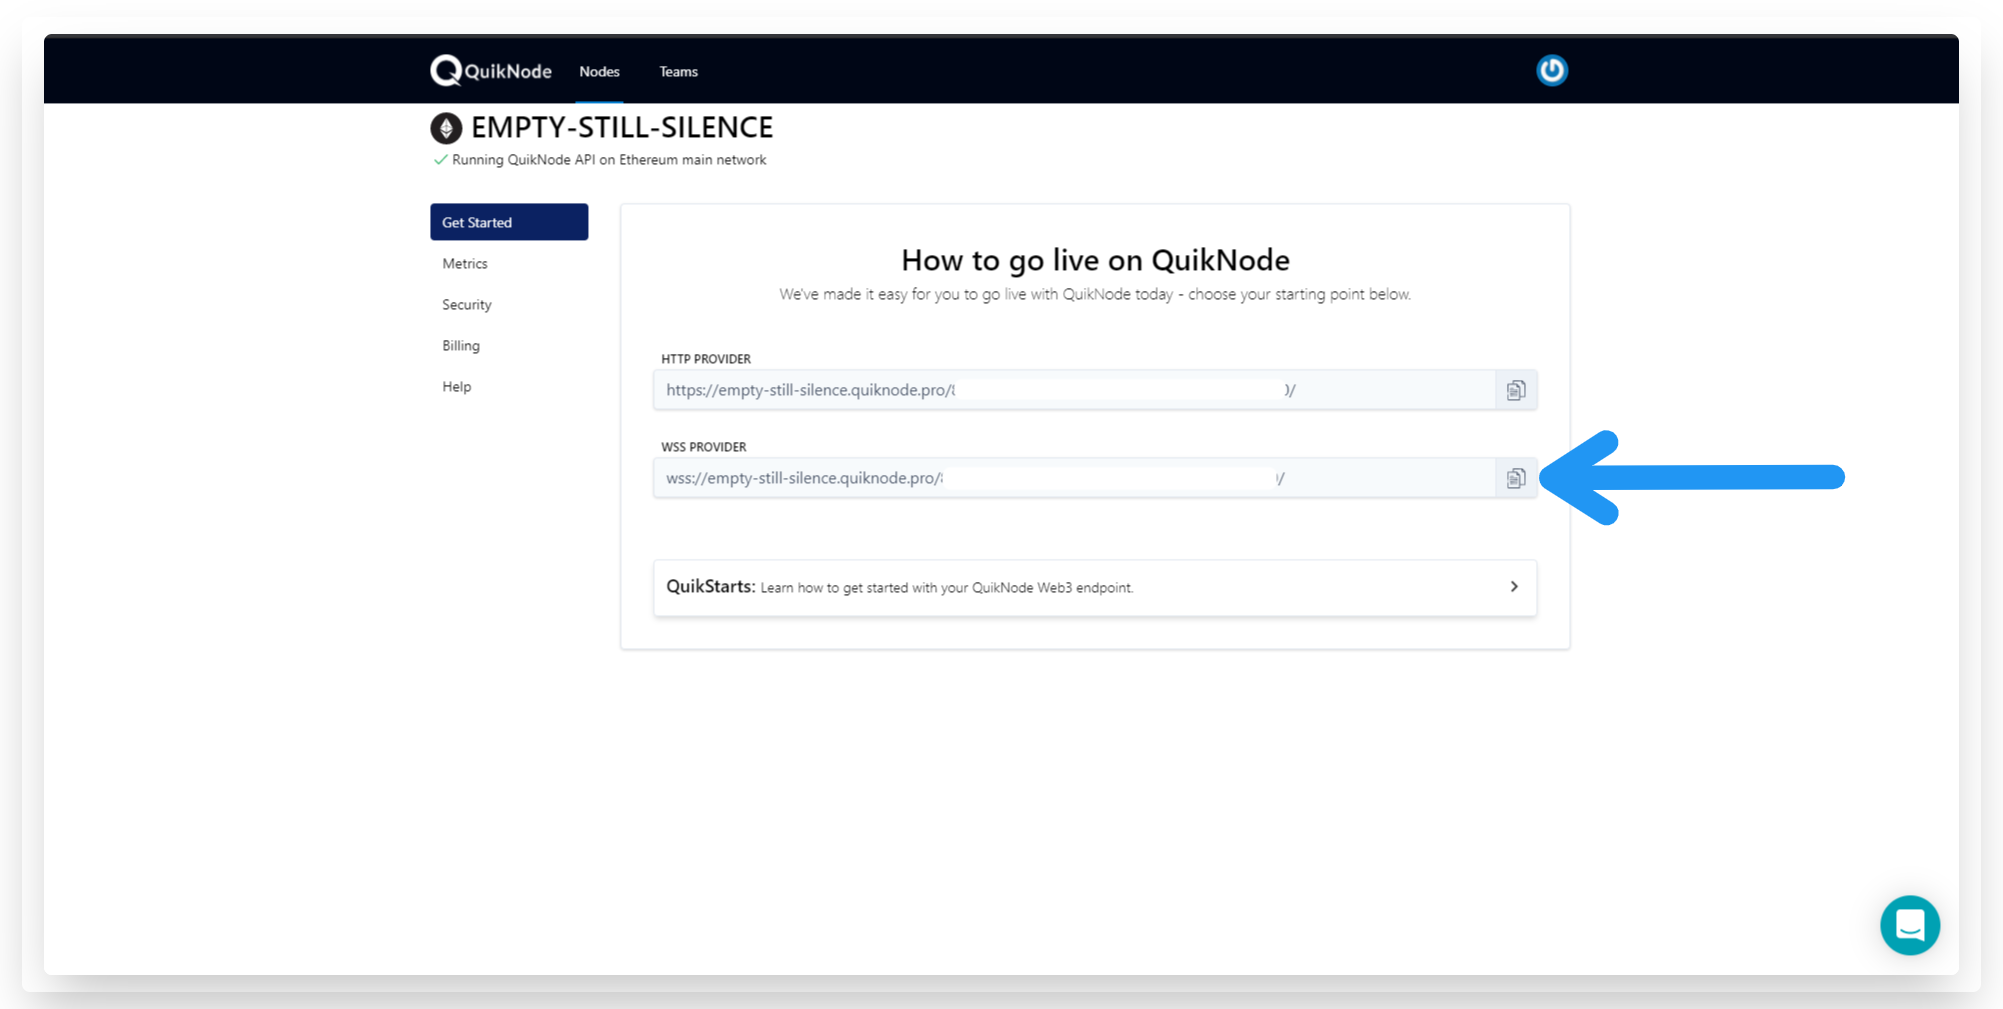 QuikNode
Nodes
Teams
EMPTY-STILL-SILENCE
Running QuikNode API on Ethereum main network
Get Started
Metrics
Security
Billing
Help
How to go live on QuikNode
We've made it easy for you to go live with QuikNode today - choose your starting point below.
HTTP PROVIDER
https://empty-still-silence.quiknode.pro/ /
WSS PROVIDER
wss://empty-still-silence.quiknode.pro/ /
QuikStarts: Learn how to get started with your QuikNode Web3 endpoint.